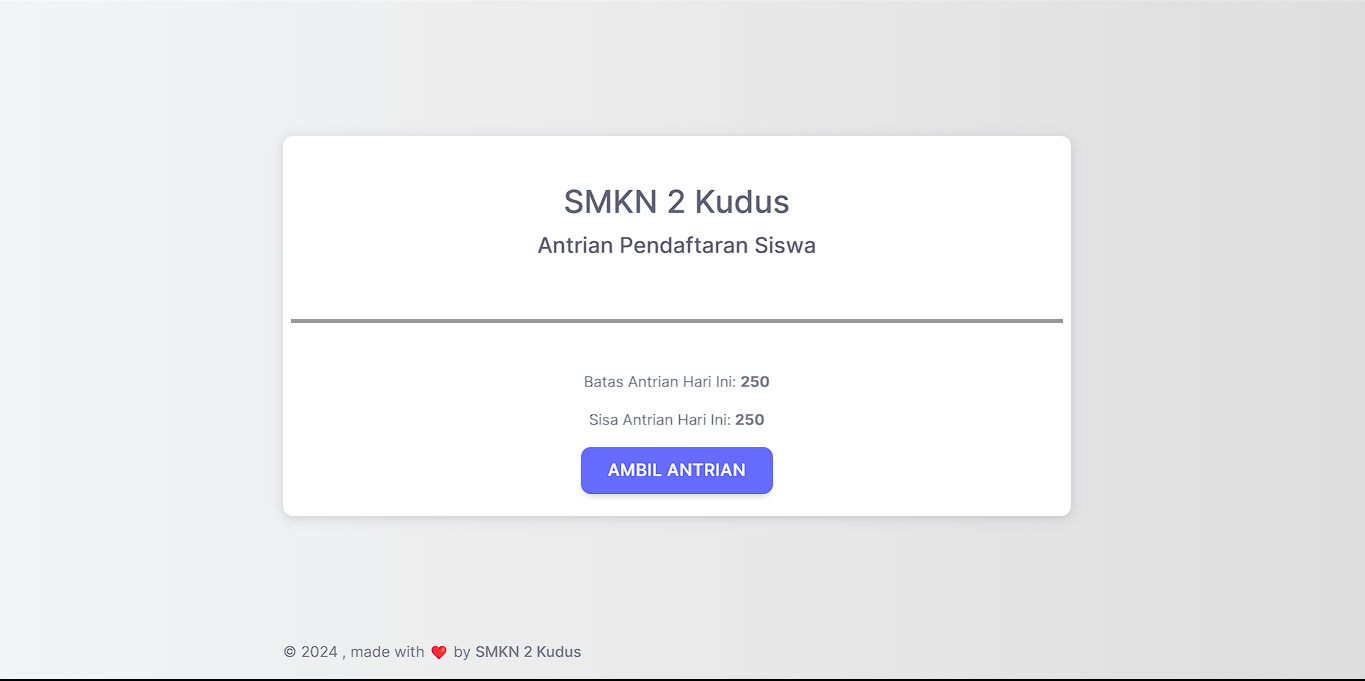 SMKN 2 Kudus
Antrian Pendaftaran Siswa
Batas Antrian Hari Ini: 250
Sisa Antrian Hari Ini: 250
AMBIL ANTRIAN
© 2024 , made with ❤️ by SMKN 2 Kudus